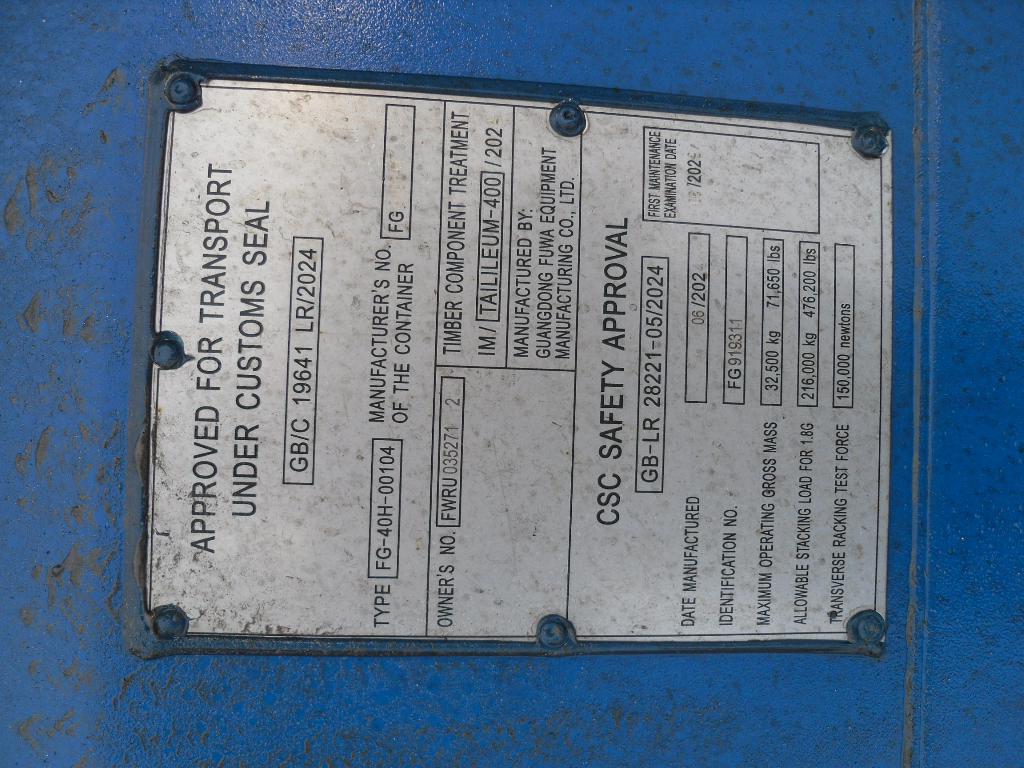 APPROVED FOR TRANSPORT
UNDER CUSTOMS SEAL
GB/C 19641 LR/2024
TYPE FG-40H-00104 MANUFACTURER'S NO. OF THE CONTAINER FG
OWNER'S NO. FWRU 035271 2
TIMBER COMPONENT TREATMENT
IM/ TAILILEUM-400 / 202
MANUFACTURED BY:
GUANGDONG FUWA EQUIPMENT
MANUFACTURING CO., LTD.
CSC SAFETY APPROVAL
GB-LR 28221-05/2024
FIRST MAINTENANCE
EXAMINATION DATE
DATE MANUFACTURED 06 / 202
IDENTIFICATION NO. FG 919311
MAXIMUM OPERATING GROSS MASS 32,500 kg 71,650 lbs
ALLOWABLE STACKING LOAD FOR 1.8G 216,000 kg 476,200 lbs
TRANSVERSE RACKING TEST FORCE 150,000 newtons